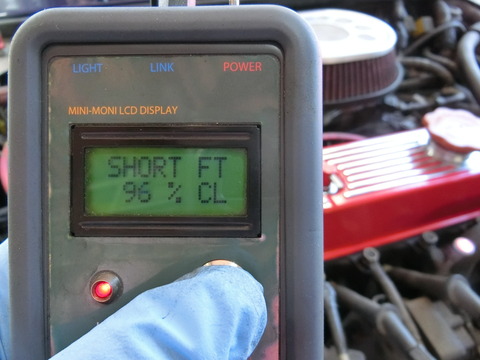 LIGHT LINK POWER
MINI-MONI LCD DISPLAY
SHORT FT
96 % CL